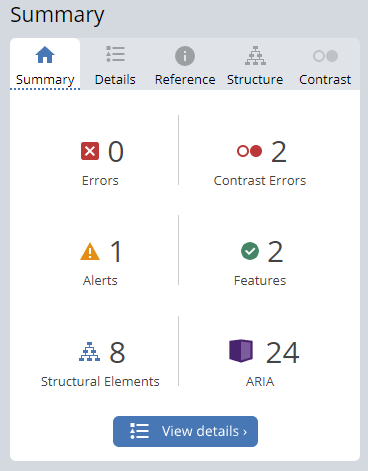 Summary
Summary Details Reference Structure Contrast
0 2
Errors Contrast Errors
1 2
Alerts Features
8 24
Structural Elements ARIA
View details ›